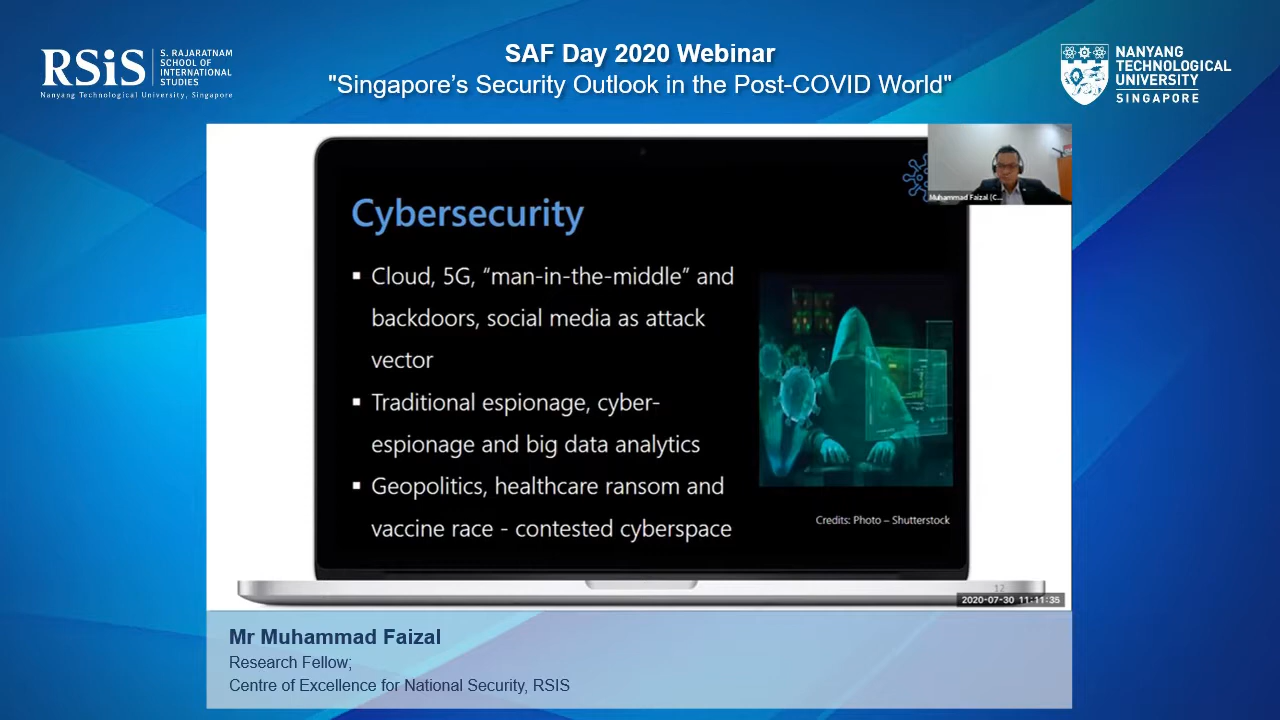 RSiS
S. RAJARATNAM
SCHOOL OF
INTERNATIONAL
STUDIES
Nanyang Technological University, Singapore
SAF Day 2020 Webinar
"Singapore’s Security Outlook in the Post-COVID World"
NANYANG
TECHNOLOGICAL
UNIVERSITY
SINGAPORE
Muhammad Faizal (C...
Cybersecurity
▪ Cloud, 5G, “man-in-the-middle” and
backdoors, social media as attack
vector
▪ Traditional espionage, cyber-
espionage and big data analytics
▪ Geopolitics, healthcare ransom and
vaccine race - contested cyberspace
Credits: Photo – Shutterstock
12
2020-07-30 11:11:35
Mr Muhammad Faizal
Research Fellow;
Centre of Excellence for National Security, RSIS